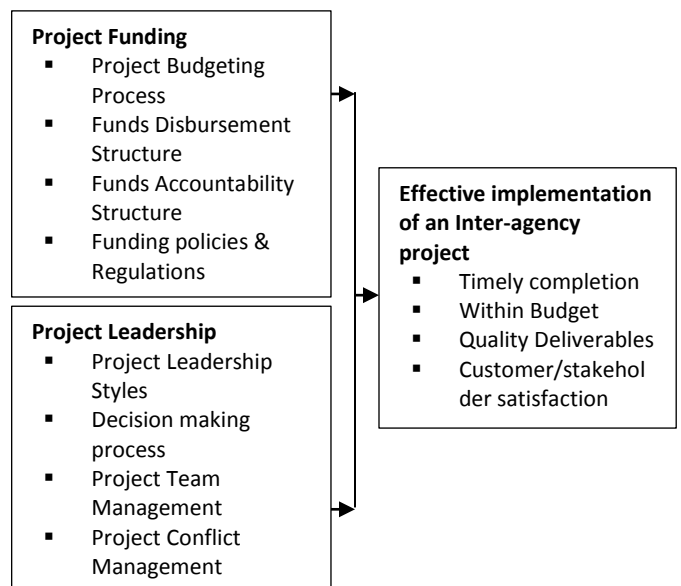 Project Funding
▪ Project Budgeting
Process
▪ Funds Disbursement
Structure
▪ Funds Accountability
Structure
▪ Funding policies &
Regulations
Project Leadership
▪ Project Leadership
Styles
▪ Decision making
process
▪ Project Team
Management
▪ Project Conflict
Management
Effective implementation
of an Inter-agency
project
▪ Timely completion
▪ Within Budget
▪ Quality Deliverables
▪ Customer/stakehol
der satisfaction